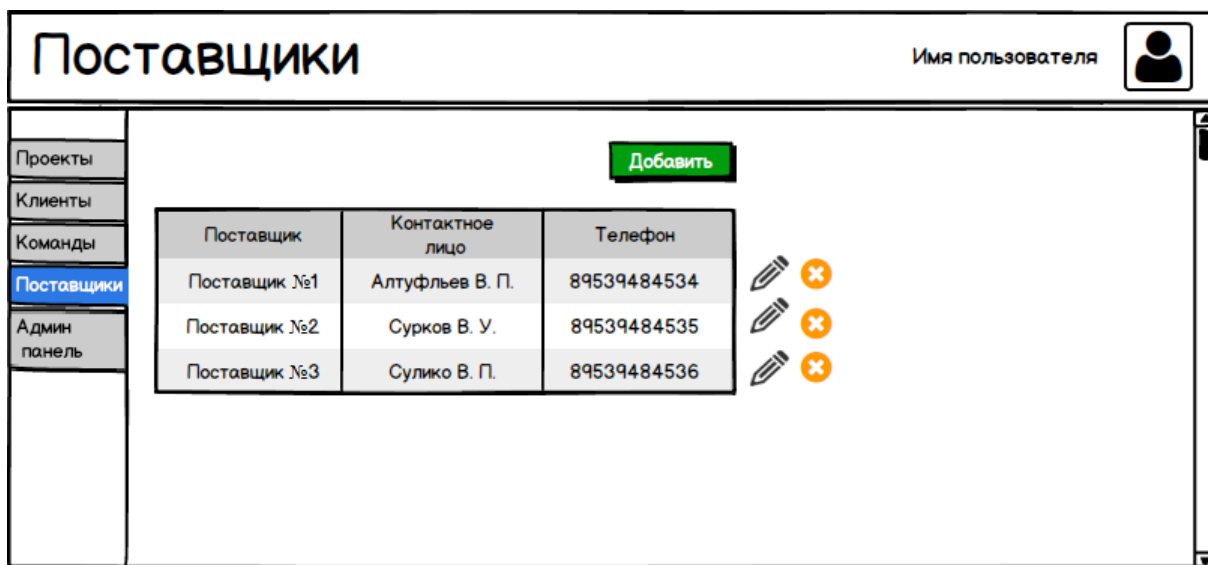 Поставщики
Имя пользователя
Проекты
Клиенты
Команды
Поставщики
Админ
панель
Добавить
Поставщик Контактное лицо Телефон
Поставщик №1 Алтуфльев В. П. 89539484534
Поставщик №2 Сурков В. У. 89539484535
Поставщик №3 Сулико В. П. 89539484536